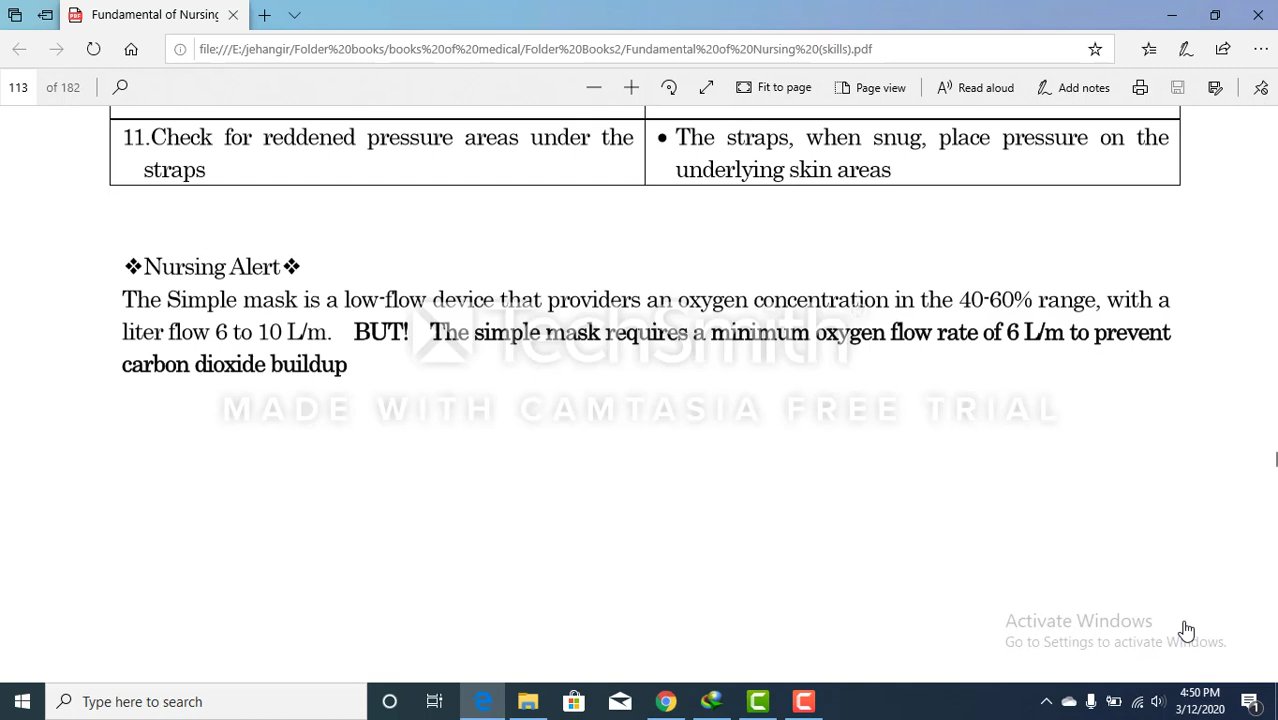 Fundamental of Nursing
file:///E:/jehangir/Folder%20books/books%20of%20medical/Folder%20Books2/Fundamental%20of%20Nursing%20(skills).pdf
113 of 182 Fit to page Page view Read aloud Add notes
11.Check for reddened pressure areas under the
straps
• The straps, when snug, place pressure on the
underlying skin areas
❖Nursing Alert❖
The Simple mask is a low-flow device that providers an oxygen concentration in the 40-60% range, with a
liter flow 6 to 10 L/m. BUT! The simple mask requires a minimum oxygen flow rate of 6 L/m to prevent
carbon dioxide buildup
TechSmith
MADE WITH CAMTASIA FREE TRIAL
Activate Windows
Go to Settings to activate Windows.
Type here to search
4:50 PM
3/12/2020
1